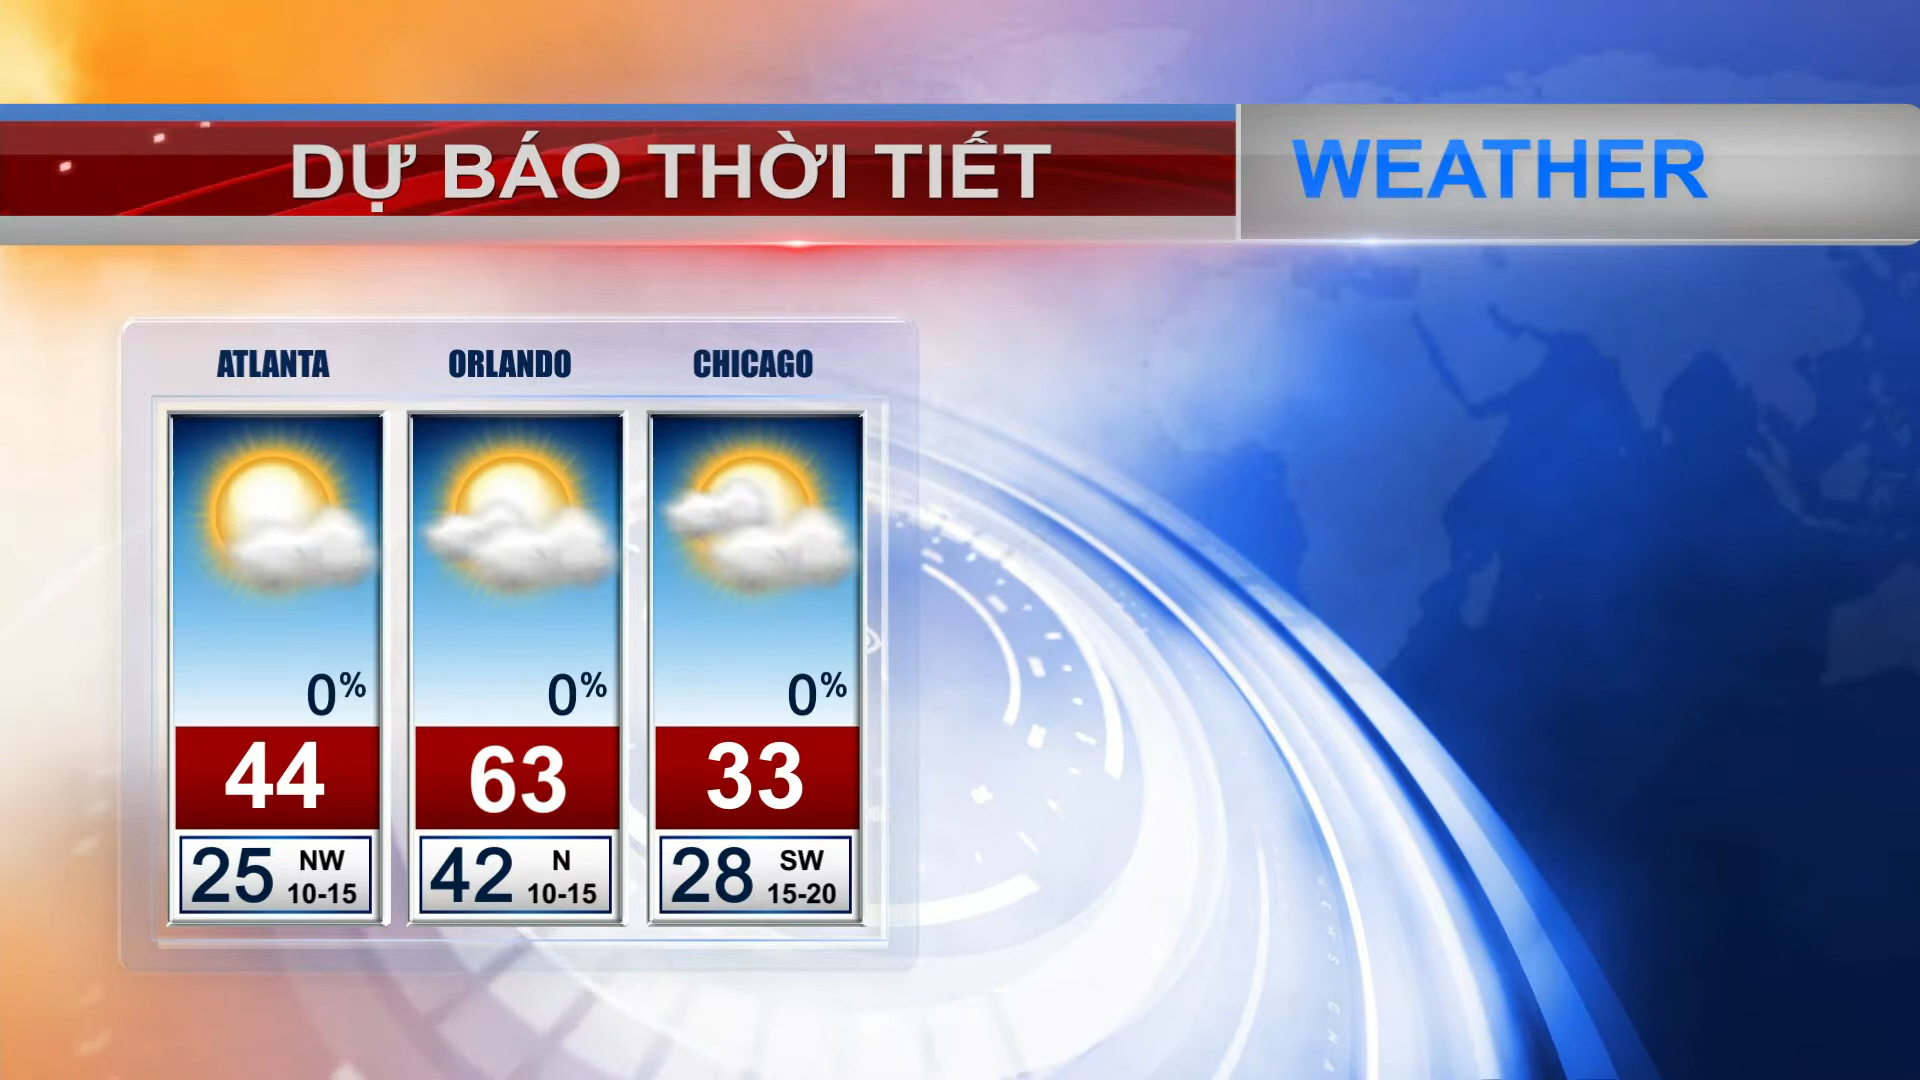 DỰ BÁO THỜI TIẾT
WEATHER
ATLANTA
ORLANDO
CHICAGO
0%
0%
0%
44
63
33
25 NW 10-15
42 N 10-15
28 SW 15-20